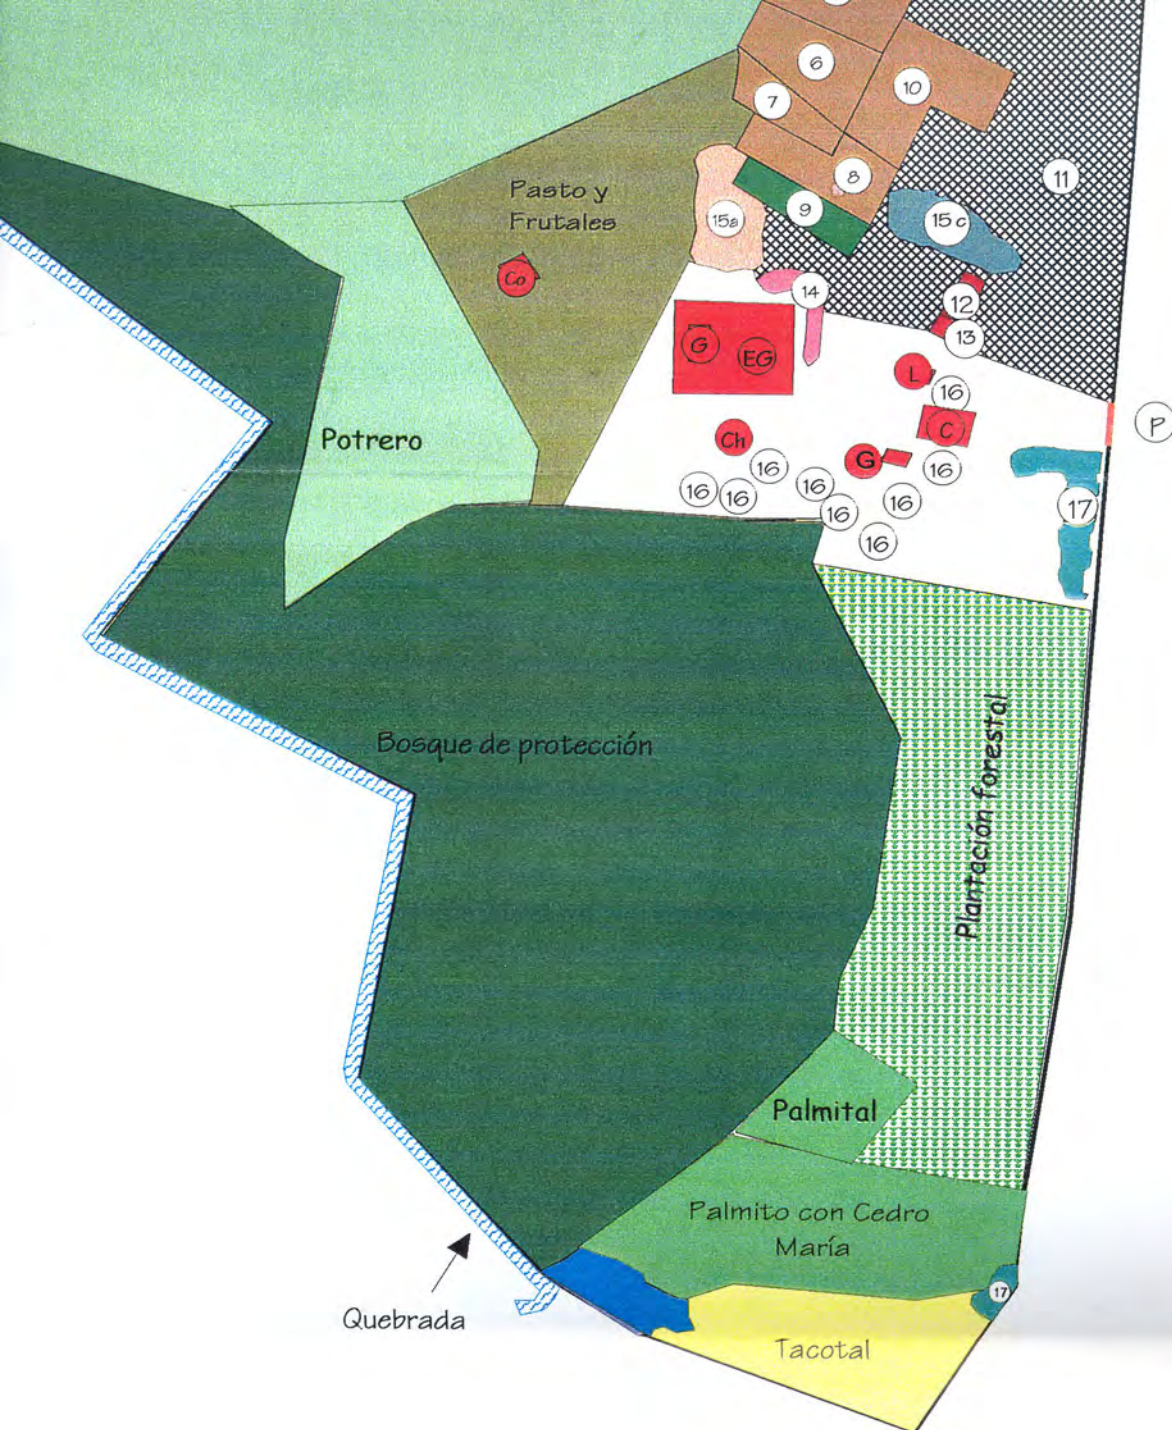 6
10
7
11
8
Pasto y
Frutales
9
15a
15c
Co
14
12
13
G
EG
L
16
P
C
Potrero
Ch
G
16
16
16
16
16
16
17
16
16
Plantación forestal
Bosque de protección
Palmital
Palmito con Cedro
María
17
Quebrada
Tacotal